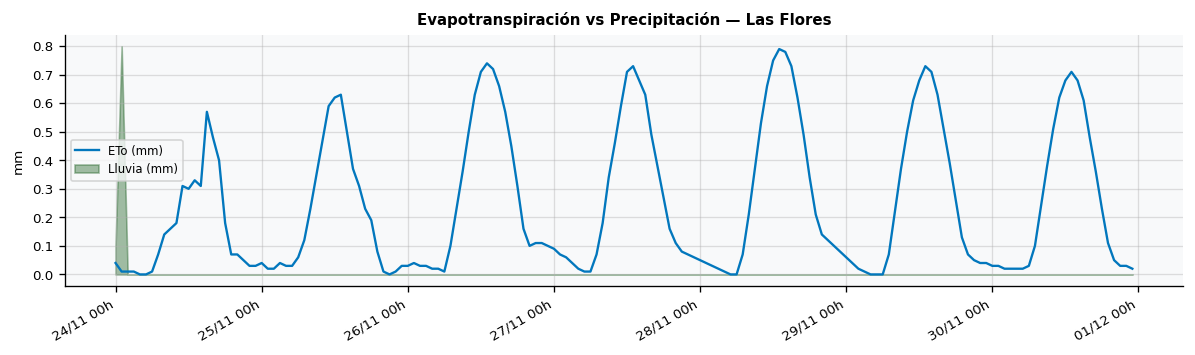 Evapotranspiración vs Precipitación — Las Flores
mm
0.8
0.7
0.6
0.5
0.4
0.3
0.2
0.1
0.0
ETo (mm)
Lluvia (mm)
24/11 00h
25/11 00h
26/11 00h
27/11 00h
28/11 00h
29/11 00h
30/11 00h
01/12 00h